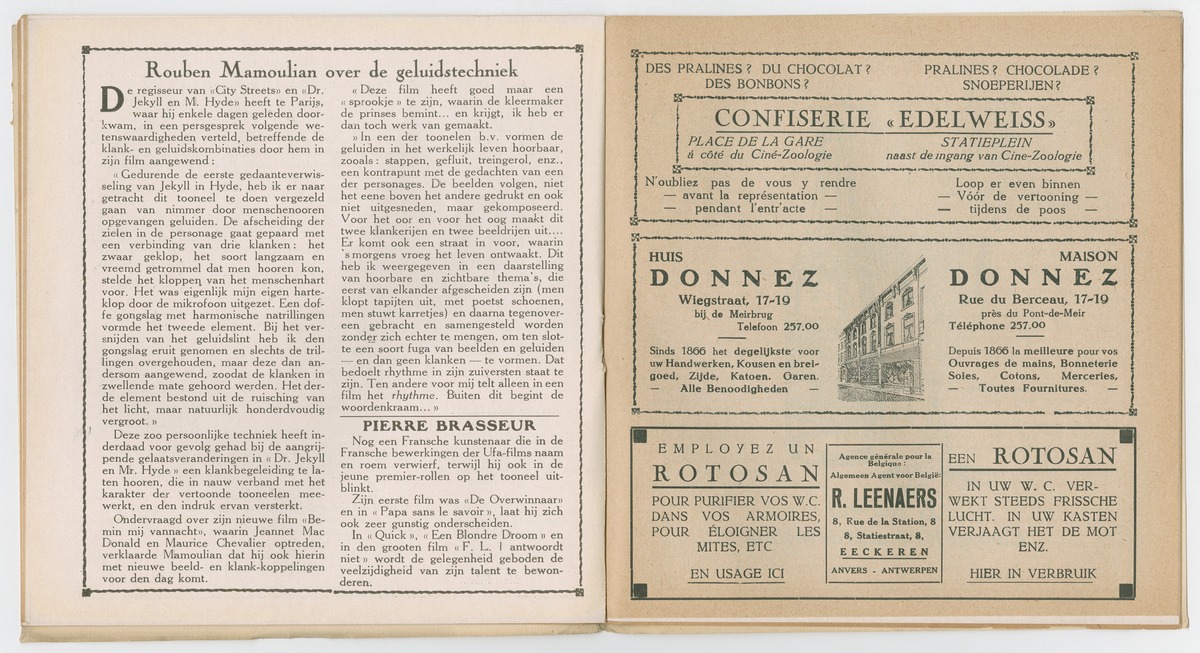 Rouben Mamoulian over de geluidstechniek
De regisseur van «City Streets» en «Dr.
Jekyll en M. Hyde» heeft te Parijs,
waar hij enkele dagen geleden door-
kwam, in een persgesprek volgende we-
tenswaardigheden verteld, betreffende de
klank- en geluidskombinaties door hem in
zijn film aangewend :
« Gedurende de eerste gedaanteverwis-
seling van Jekyll in Hyde, heb ik er naar
getracht dit tooneel te doen vergezeld
gaan van nimmer door menschenooren
opgevangen geluiden. De afscheiding der
zielen in de personage gaat gepaard met
een verbinding van drie klanken : het
zwaar geklop, het soort langzaam en
vreemd getrommel dat men hooren kon,
stelde het kloppen van het menschenhart
voor. Het was eigenlijk mijn eigen harte-
klop door de mikrofoon uitgezet. Een dof-
fe gongslag met harmonische natrillingen
vormde het tweede element. Bij het ver-
snijden van het geluidslint heb ik den
gongslag eruit genomen en slechts de tril-
lingen overgehouden, maar deze dan an-
dersom aangewend, zoodat de klanken in
zwellende mate gehoord werden. Het der-
de element bestond uit de ruisching van
het licht, maar natuurlijk honderdvoudig
vergroot. »
Deze zoo persoonlijke techniek heeft in-
derdaad voor gevolg gehad bij de aangrij-
pende gelaatsveranderingen in « Dr. Jekyll
en Mr. Hyde » een klankbegeleiding te la-
ten hooren, die in nauw verband met het
karakter der vertoonde tooneelen mee-
werkt, en den indruk ervan versterkt.
Ondervraagd over zijn nieuwe film «Be-
min mij vannacht», waarin Jeannet Mac
Donald en Maurice Chevalier optreden,
verklaarde Mamoulian dat hij ook hierin
met nieuwe beeld- en klank-koppelingen
voor den dag komt.
« Deze film heeft goed maar een
« sprookje » te zijn, waarin de kleermaker
de prinses bemint... en krijgt, ik heb er
dan toch werk van gemaakt.
» In een der toonelen b.v. vormen de
geluiden in het werkelijk leven hoorbaar,
zooals : stappen, gefluit, treingerol, enz.,
een kontrapunt met de gedachten van een
der personages. De beelden volgen, niet
het eene boven het andere gedrukt en ook
niet uitgesneden, maar gekomposeerd.
Voor het oor en voor het oog maakt dit
twee klankerijen en twee beeldrijen uit....
Er komt ook een straat in voor, waarin
's morgens vroeg het leven ontwaakt. Dit
heb ik weergegeven in een daarstelling
van hoorbare en zichtbare thema's, die
eerst van elkander afgescheiden zijn (men
klopt tapijten uit, met poetst schoenen,
men stuwt karretjes) en daarna tegenover-
een gebracht en samengesteld worden
zonder zich echter te mengen, om ten slot-
te een soort fuga van beelden en geluiden
— en dan geen klanken — te vormen. Dat
bedoelt rhythme in zijn zuiversten staat te
zijn. Ten andere voor mij telt alleen in een
film het rhythme. Buiten dit begint de
woordenkraam... »
PIERRE BRASSEUR
Nog een Fransche kunstenaar die in de
Fransche bewerkingen der Ufa-films naam
en roem verwierf, terwijl hij ook in de
jeune premier-rollen op het tooneel uit-
blinkt.
Zijn eerste film was «De Overwinnaar»
en in « Papa sans le savoir », laat hij zich
ook zeer gunstig onderscheiden.
In « Quick », « Een Blondre Droom » en
in den grooten film « F. L. 1 antwoordt
niet » wordt de gelegenheid geboden de
veelzijdigheid van zijn talent te bewon-
deren.
DES PRALINES ? DU CHOCOLAT ?
DES BONBONS ?
PRALINES ? CHOCOLADE ?
SNOEPERIJEN ?
CONFISERIE « EDELWEISS »
PLACE DE LA GARE
à côté du Ciné-Zoologie
STATIEPLEIN
naast de ingang van Cine-Zoologie
N'oubliez pas de vous y rendre
— avant la représentation —
— pendant l'entr'acte —
Loop er even binnen
— Vóór de vertooning —
— tijdens de poos —
HUIS
DONNEZ
Wiegstraat, 17-19
bij de Meirbrug
Telefoon 257.00
Sinds 1866 het degelijkste voor
uw Handwerken, Kousen en brei-
goed, Zijde, Katoen. Garen.
— Alle Benoodigheden —
MAISON
DONNEZ
Rue du Berceau, 17-19
près du Pont-de-Meir
Téléphone 257.00
Depuis 1866 la meilleure pour vos
Ouvrages de mains, Bonneterie
Soies, Cotons, Merceries,
— Toutes Fournitures. —
EMPLOYEZ UN
ROTOSAN
POUR PURIFIER VOS W.C.
DANS VOS ARMOIRES,
POUR ÉLOIGNER LES
MITES, ETC
EN USAGE ICI
Agence générale pour la
Belgique :
Algemeen Agent voor België:
R. LEENAERS
8, Rue de la Station, 8
8, Statiestraat, 8,
EECKEREN
ANVERS - ANTWERPEN
EEN ROTOSAN
IN UW W. C. VER-
WEKT STEEDS FRISSCHE
LUCHT. IN UW KASTEN
VERJAAGT HET DE MOT
ENZ.
HIER IN VERBRUIK